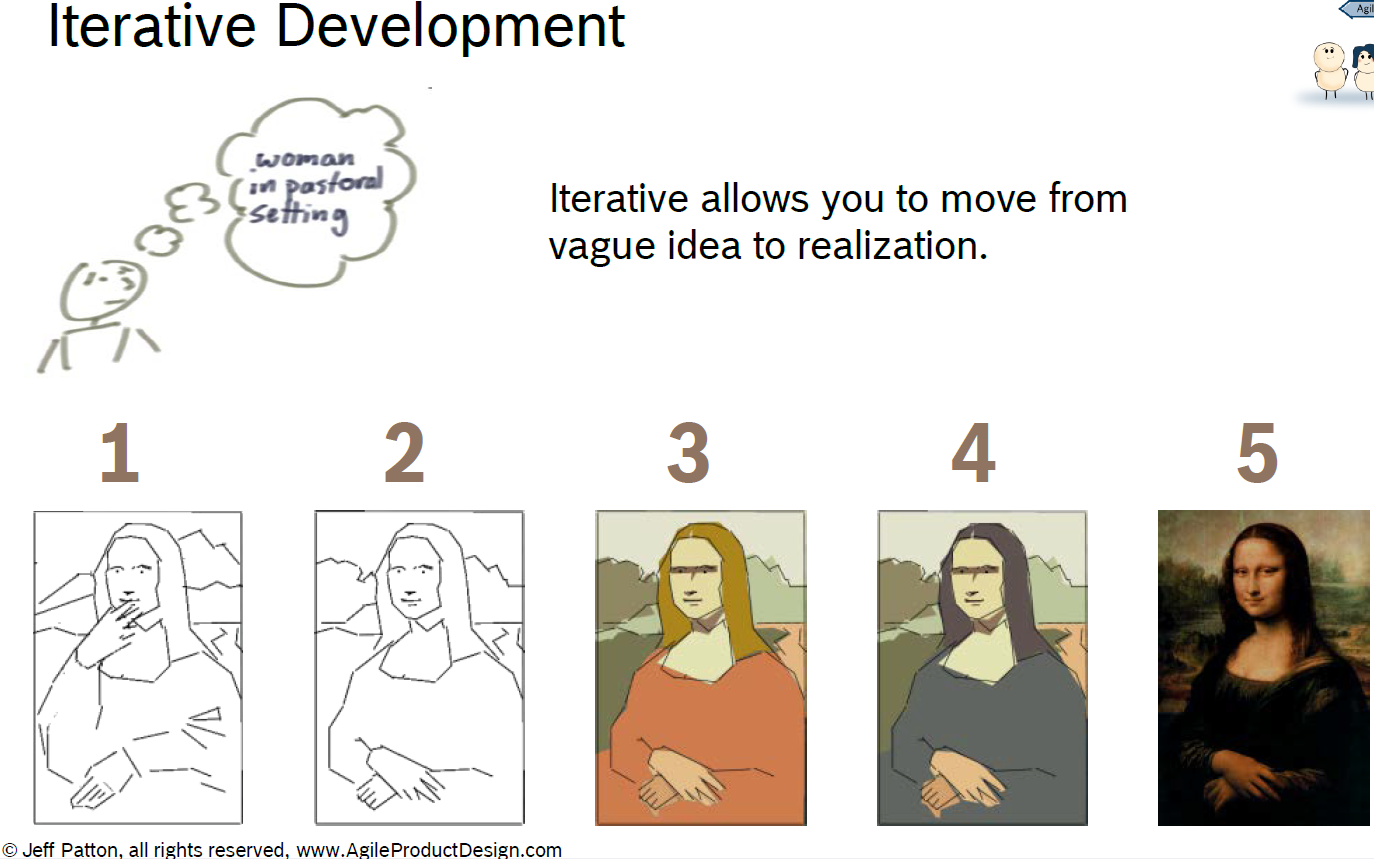 Iterative Development
Agil
woman
in pastoral
setting
Iterative allows you to move from
vague idea to realization.
1 2 3 4 5
© Jeff Patton, all rights reserved, www.AgileProductDesign.com